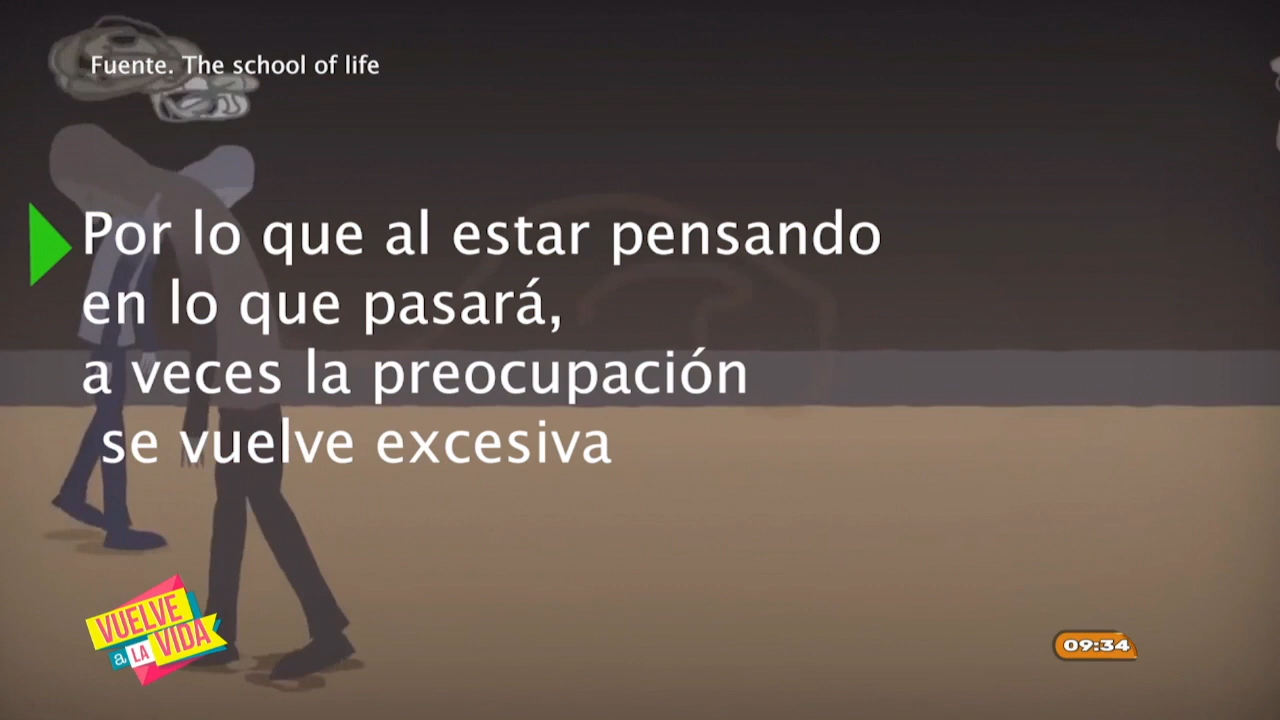 Fuente. The school of life
Por lo que al estar pensando
en lo que pasará,
a veces la preocupación
se vuelve excesiva
VUELVE
a LA VIDA
09:34